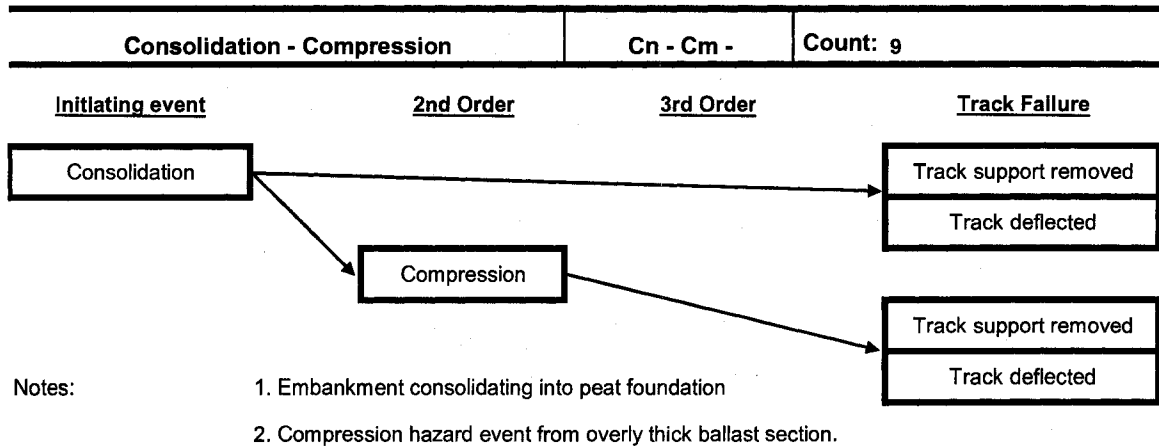 Consolidation - Compression Cn - Cm - Count: 9
Initiating event 2nd Order 3rd Order Track Failure
Consolidation
Track support removed
Track deflected
Compression
Track support removed
Track deflected
Notes: 1. Embankment consolidating into peat foundation
2. Compression hazard event from overly thick ballast section.